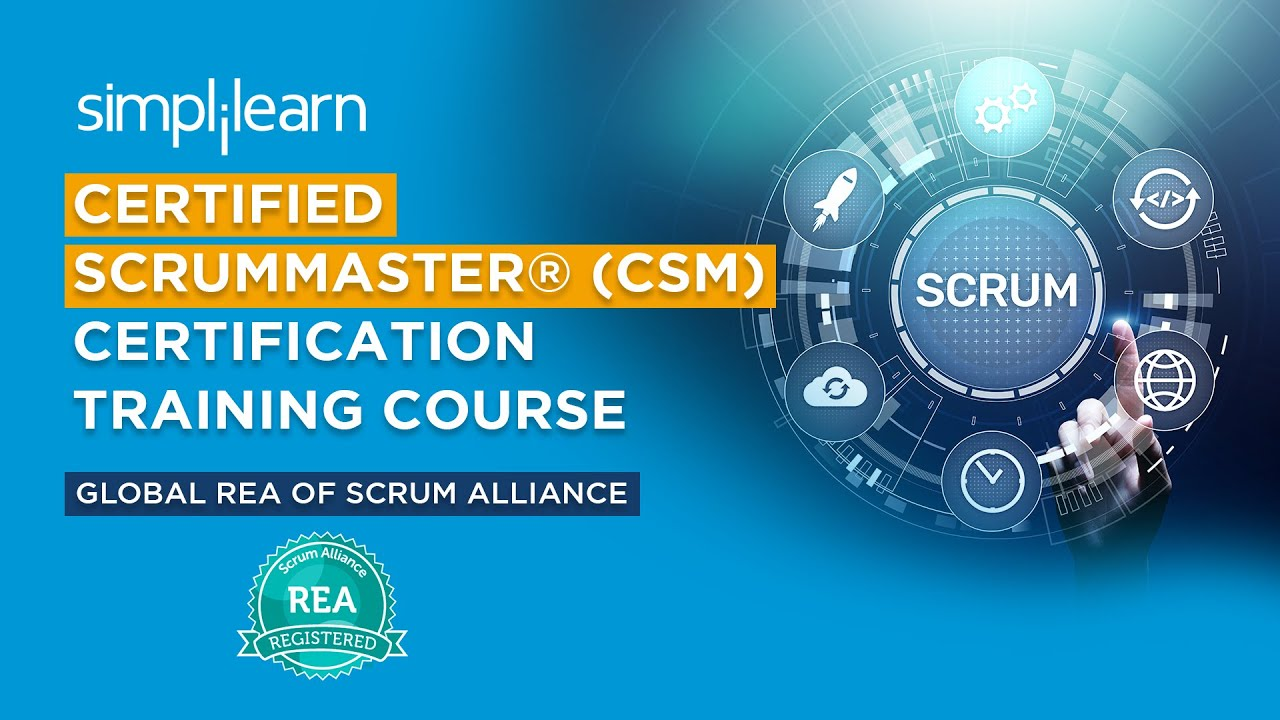 simplilearn
CERTIFIED
SCRUMMASTER® (CSM)
CERTIFICATION
TRAINING COURSE
GLOBAL REA OF SCRUM ALLIANCE
Scrum Alliance
REA
REGISTERED
</>
SCRUM